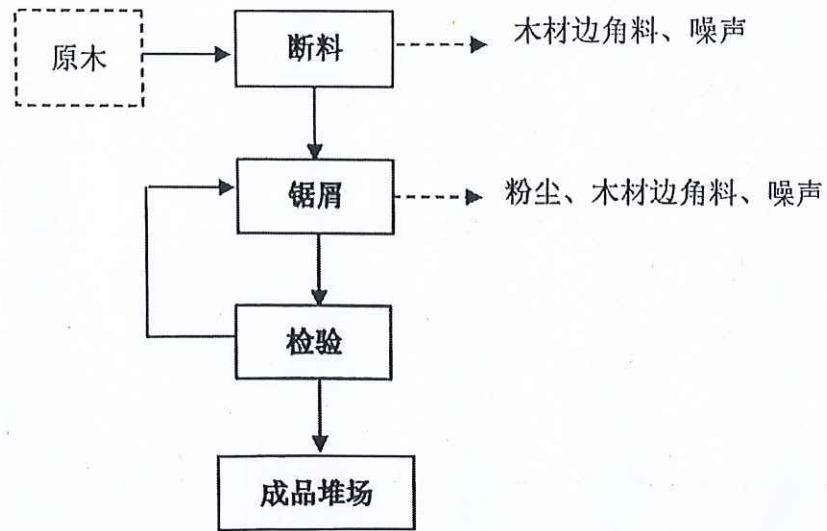 原木
断料
木材边角料、噪声
锯屑
粉尘、木材边角料、噪声
检验
成品堆场